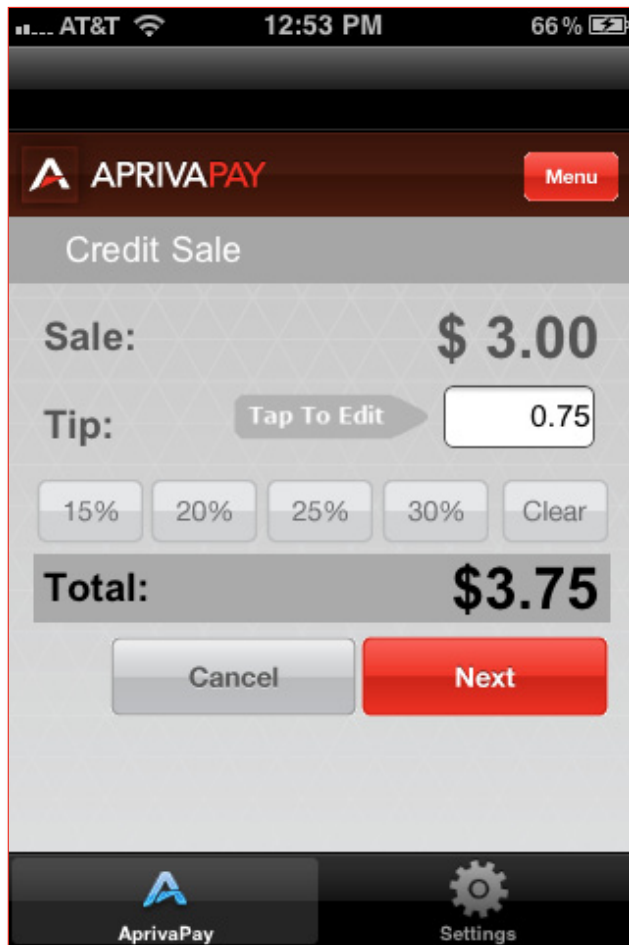 AT&T 12:53 PM 66%
APRIVAPAY Menu
Credit Sale
Sale: $ 3.00
Tip: Tap To Edit 0.75
15% 20% 25% 30% Clear
Total: $3.75
Cancel Next
AprivaPay Settings